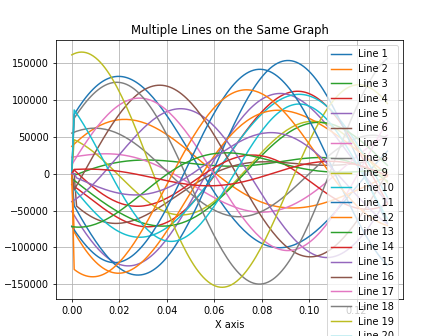 Multiple Lines on the Same Graph
150000
100000
50000
0
−50000
−100000
−150000
0.00
0.02
0.04
0.06
0.08
0.10
X axis
Line 1
Line 2
Line 3
Line 4
Line 5
Line 6
Line 7
Line 8
Line 9
Line 10
Line 11
Line 12
Line 13
Line 14
Line 15
Line 16
Line 17
Line 18
Line 19
Line 20